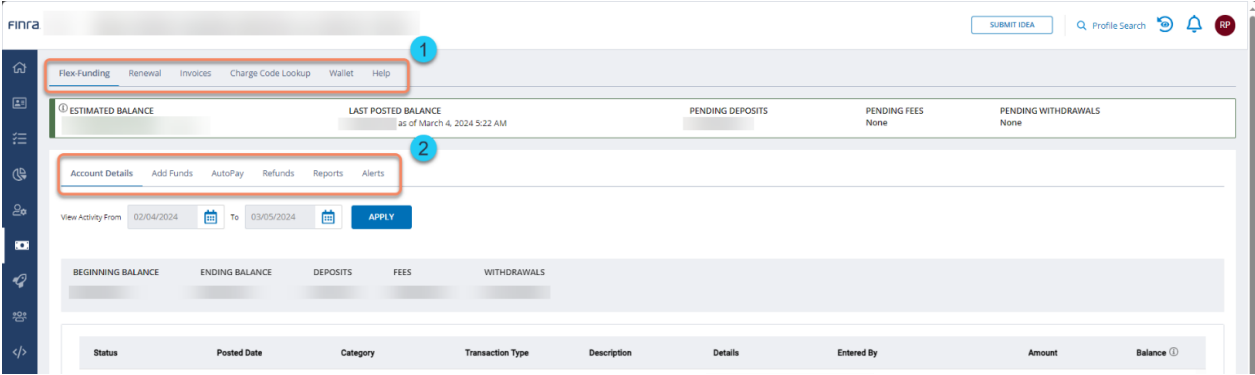 FINRA
SUBMIT IDEA
Profile Search
RP
1
Flex-Funding Renewal Invoices Charge Code Lookup Wallet Help
ESTIMATED BALANCE LAST POSTED BALANCE PENDING DEPOSITS PENDING FEES PENDING WITHDRAWALS
as of March 4, 2024 5:22 AM None None
2
Account Details Add Funds AutoPay Refunds Reports Alerts
View Activity From 02/04/2024 To 03/05/2024 APPLY
BEGINNING BALANCE ENDING BALANCE DEPOSITS FEES WITHDRAWALS
Status Posted Date Category Transaction Type Description Details Entered By Amount Balance